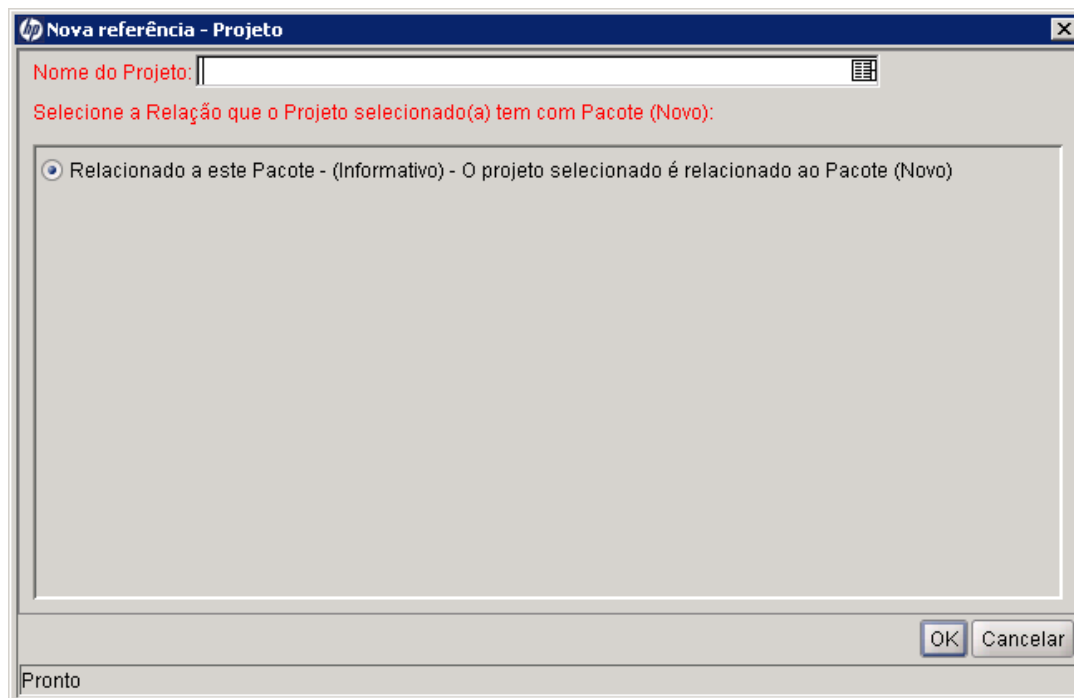 hp Nova referência - Projeto
Nome do Projeto:
Selecione a Relação que o Projeto selecionado(a) tem com Pacote (Novo):
Relacionado a este Pacote - (Informativo) - O projeto selecionado é relacionado ao Pacote (Novo)
OK Cancelar
Pronto